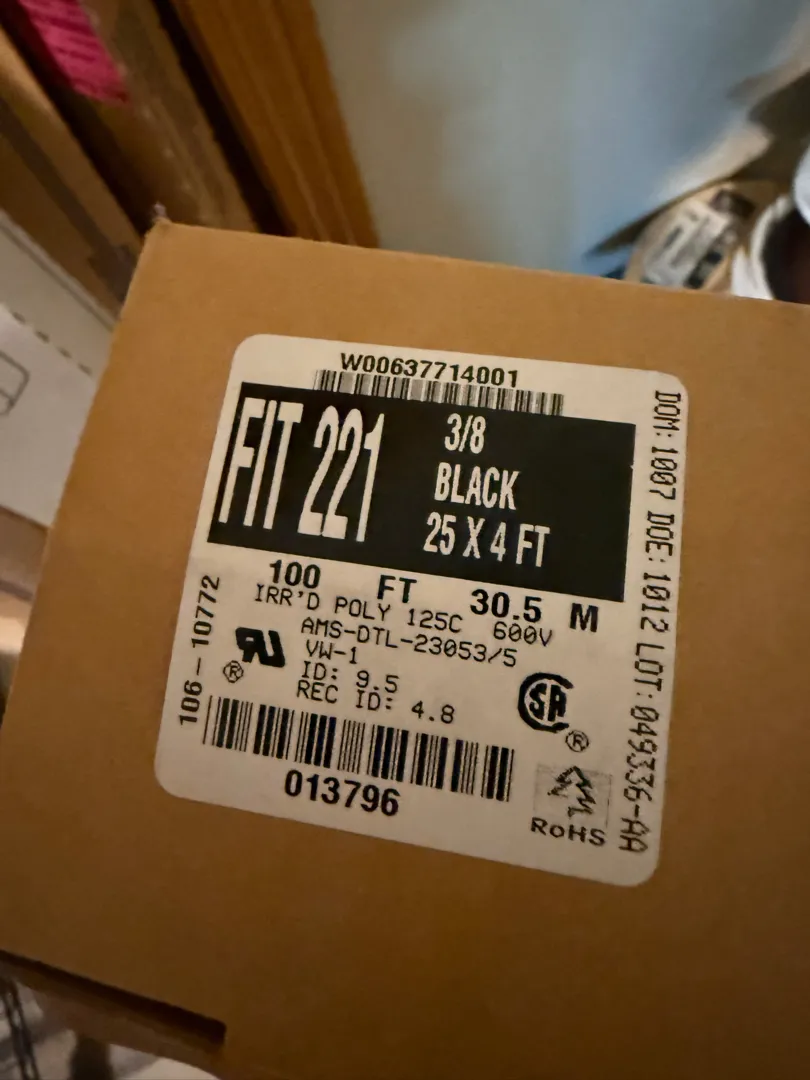 W00637714001
FIT 221
3/8
BLACK
25 X 4 FT
100 FT 30.5 M
IRR'D POLY 125C 600V
AMS-DTL-23053/5
VW-1
ID: 9.5
REC ID: 4.8
013796
106-10772
DOM: 1007 DOE: 1012 LOT: 049336-AA
RU
®
SA
®
RoHS